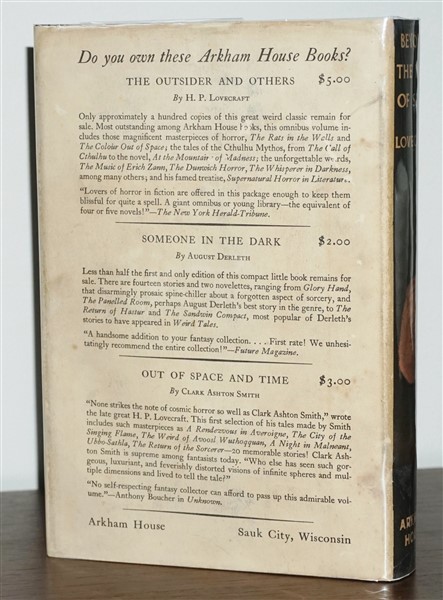 Do you own these Arkham House Books?
THE OUTSIDER AND OTHERS $5.00
By H. P. LOVECRAFT
Only approximately a hundred copies of this great weird classic remain for
sale. Most outstanding among Arkham House b ks, this omnibus volume in-
cludes those magnificent masterpieces of horror, The Rats in the Walls and
The Colour Out of Space; the tales of the Cthulhu Mythos, from The Call of
Cthulhu to the novel, At the Mountain of Madness; the unforgettable w rds,
The Music of Erich Zann, The Dunwich Horror, The Whisperer in Darkness,
among many others; and his famed treatise, Supernatural Horror in Literature.
"Lovers of horror in fiction are offered in this package enough to keep them
blissful for quite a spell. A giant omnibus or young library—the equivalent of
four or five novels!"—The New York Herald-Tribune.
SOMEONE IN THE DARK $2.00
By AUGUST DERLETH
Less than half the first and only edition of this compact little book remains for
sale. There are fourteen stories and two novelettes, ranging from Glory Hand,
that disarmingly prosaic spine-chiller about a forgotten aspect of sorcery, and
The Panelled Room, perhaps August Derleth's best story in the genre, to The
Return of Hastur and The Sandwin Compact, most popular of Derleth's
stories to have appeared in Weird Tales.
"A handsome addition to your fantasy collection. . . . First rate! We unhesi-
tatingly recommend the entire collection!"—Future Magazine.
OUT OF SPACE AND TIME $3.00
By CLARK ASHTON SMITH
"None strikes the note of cosmic horror so well as Clark Ashton Smith," wrote
the late great H. P. Lovecraft. This first selection of his tales made by Smith
includes such masterpieces as A Rendezvous in Averoigne, The City of the
Singing Flame, The Weird of Avoosl Wuthoqquan, A Night in Malnéant,
Ubbo-Sathla, The Return of the Sorcerer—20 memorable stories! Clark Ash-
ton Smith is supreme among fantasists today. "Who else has seen such gor-
geous, luxuriant, and feverishly distorted visions of infinite spheres and mul-
tiple dimensions and lived to tell the tale?"
"No self-respecting fantasy collector can afford to pass up this admirable vol-
ume."—Anthony Boucher in Unknown.
Arkham House Sauk City, Wisconsin
BEYO
THE
OF S
LOVE
ARK
HO